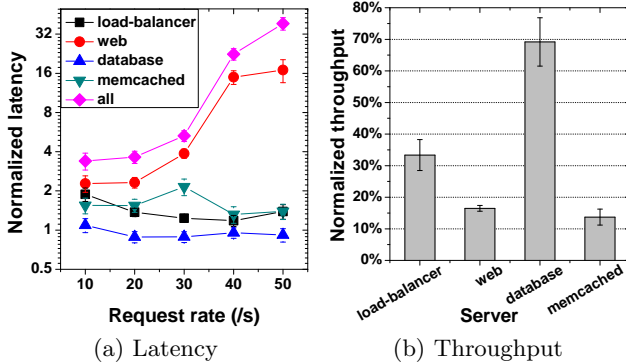 load-balancer
web
database
memcached
all
Normalized latency
32
16
8
4
2
1
0.5
10 20 30 40 50
Request rate (/s)
(a) Latency
Normalized throughput
80%
70%
60%
50%
40%
30%
20%
10%
0%
load-balancer
web
database
memcached
Server
(b) Throughput